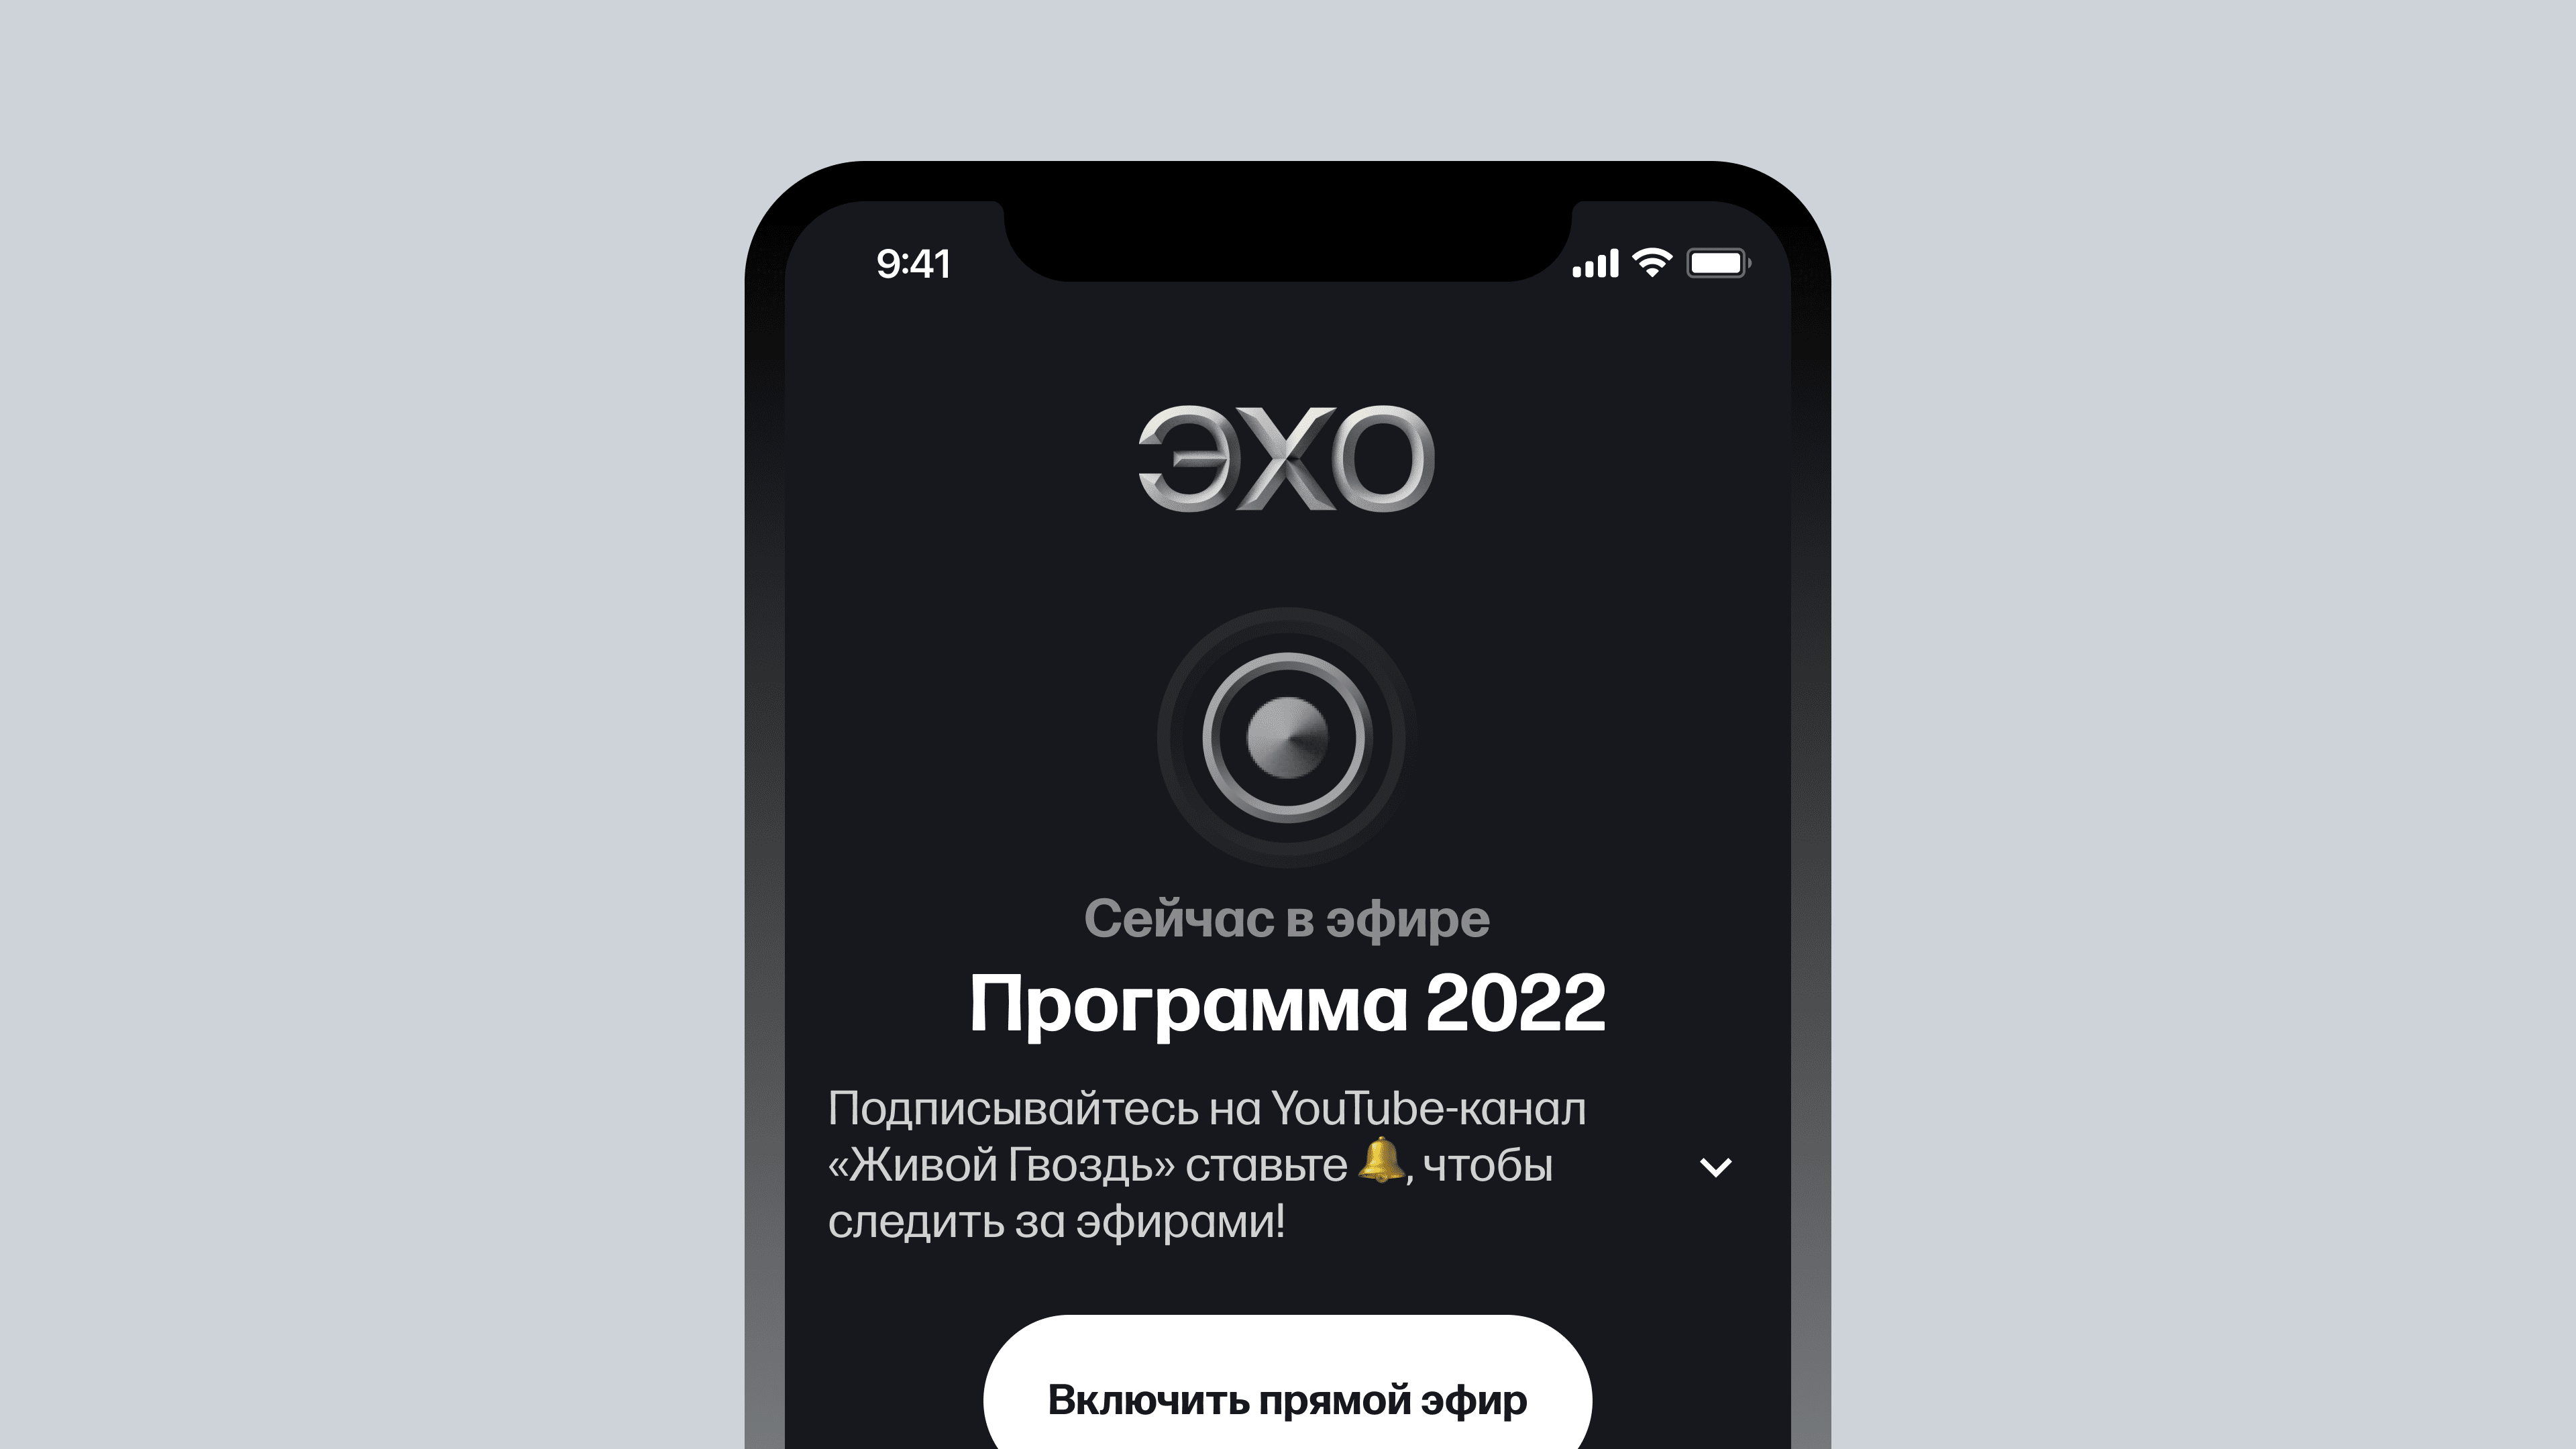 9:41
ЭХО
Сейчас в эфире
Программа 2022
Подписывайтесь на YouTube-канал
«Живой Гвоздь» ставьте 🔔, чтобы
следить за эфирами!
Включить прямой эфир